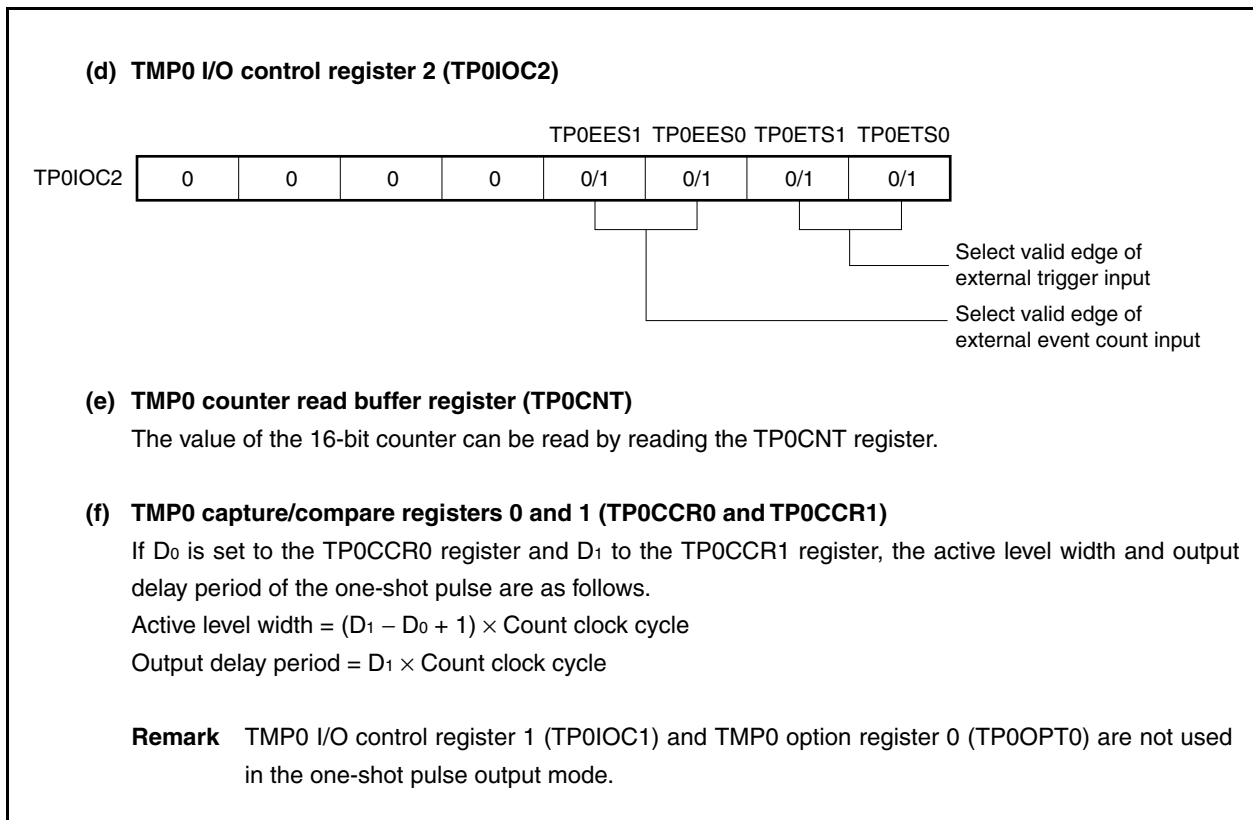 (d) TMP0 I/O control register 2 (TP0IOC2)
TP0EES1 TP0EES0 TP0ETS1 TP0ETS0
TP0IOC2 0 0 0 0 0/1 0/1 0/1 0/1
Select valid edge of
external trigger input
Select valid edge of
external event count input
(e) TMP0 counter read buffer register (TP0CNT)
The value of the 16-bit counter can be read by reading the TP0CNT register.
(f) TMP0 capture/compare registers 0 and 1 (TP0CCR0 and TP0CCR1)
If D0 is set to the TP0CCR0 register and D1 to the TP0CCR1 register, the active level width and output
delay period of the one-shot pulse are as follows.
Active level width = (D1 − D0 + 1) × Count clock cycle
Output delay period = D1 × Count clock cycle
Remark TMP0 I/O control register 1 (TP0IOC1) and TMP0 option register 0 (TP0OPT0) are not used
in the one-shot pulse output mode.